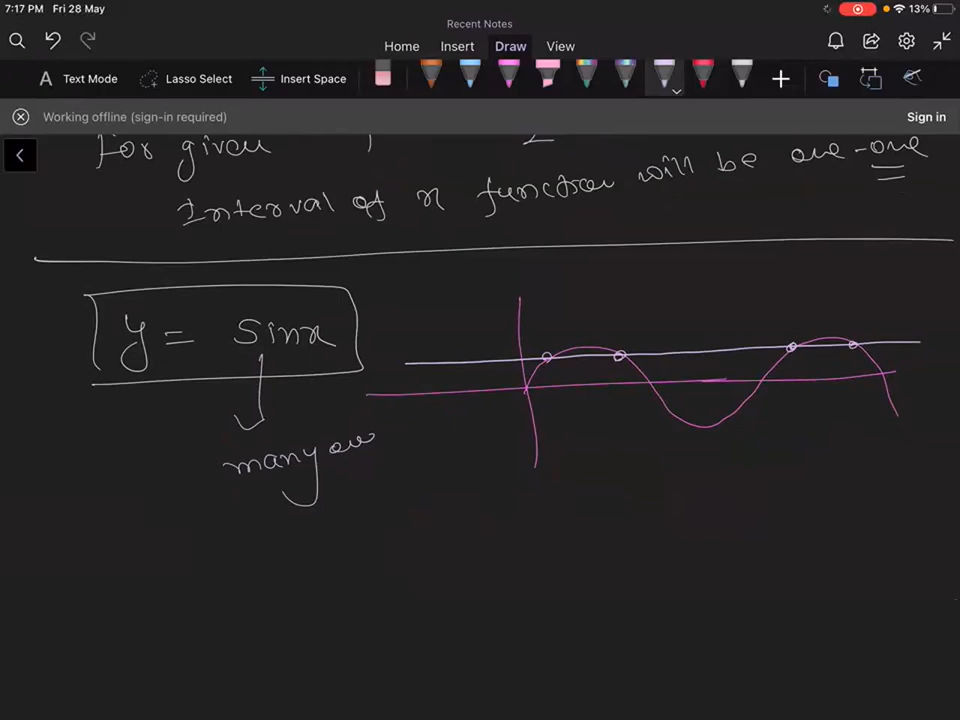 7:17 PM Fri 28 May
13%
Recent Notes
Home Insert Draw View
A Text Mode Lasso Select Insert Space
Working offline (sign-in required) Sign in
For given
Interval of x function will be one-one
y = sinx
many one